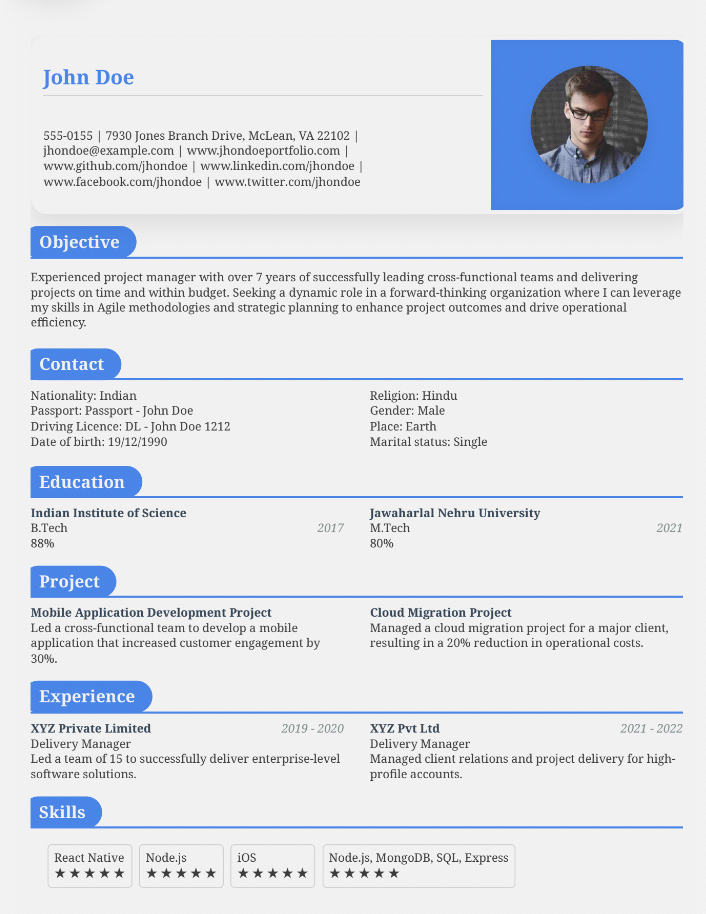 John Doe
555-0155 | 7930 Jones Branch Drive, McLean, VA 22102 |
jhondoe@example.com | www.jhondoeportfolio.com |
www.github.com/jhondoe | www.linkedin.com/jhondoe |
www.facebook.com/jhondoe | www.twitter.com/jhondoe
Objective
Experienced project manager with over 7 years of successfully leading cross-functional teams and delivering
projects on time and within budget. Seeking a dynamic role in a forward-thinking organization where I can leverage
my skills in Agile methodologies and strategic planning to enhance project outcomes and drive operational
efficiency.
Contact
Nationality: Indian
Passport: Passport - John Doe
Driving Licence: DL - John Doe 1212
Date of birth: 19/12/1990
Religion: Hindu
Gender: Male
Place: Earth
Marital status: Single
Education
Indian Institute of Science
B.Tech 2017
88%
Jawaharlal Nehru University
M.Tech 2021
80%
Project
Mobile Application Development Project
Led a cross-functional team to develop a mobile
application that increased customer engagement by
30%.
Cloud Migration Project
Managed a cloud migration project for a major client,
resulting in a 20% reduction in operational costs.
Experience
XYZ Private Limited 2019 - 2020
Delivery Manager
Led a team of 15 to successfully deliver enterprise-level
software solutions.
XYZ Pvt Ltd 2021 - 2022
Delivery Manager
Managed client relations and project delivery for high-
profile accounts.
Skills
React Native
★★★★★
Node.js
★★★★★
iOS
★★★★★
Node.js, MongoDB, SQL, Express
★★★★★